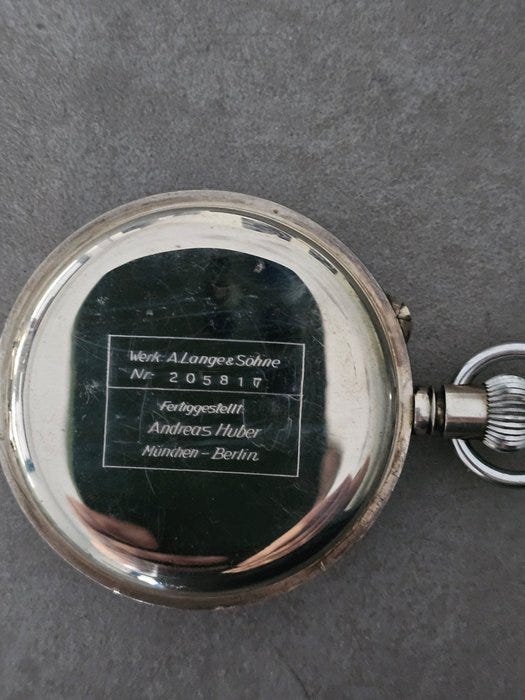 Werk: A.Lange & Söhne
Nr. 205817
Fertiggestellt
Andreas Huber
München - Berlin